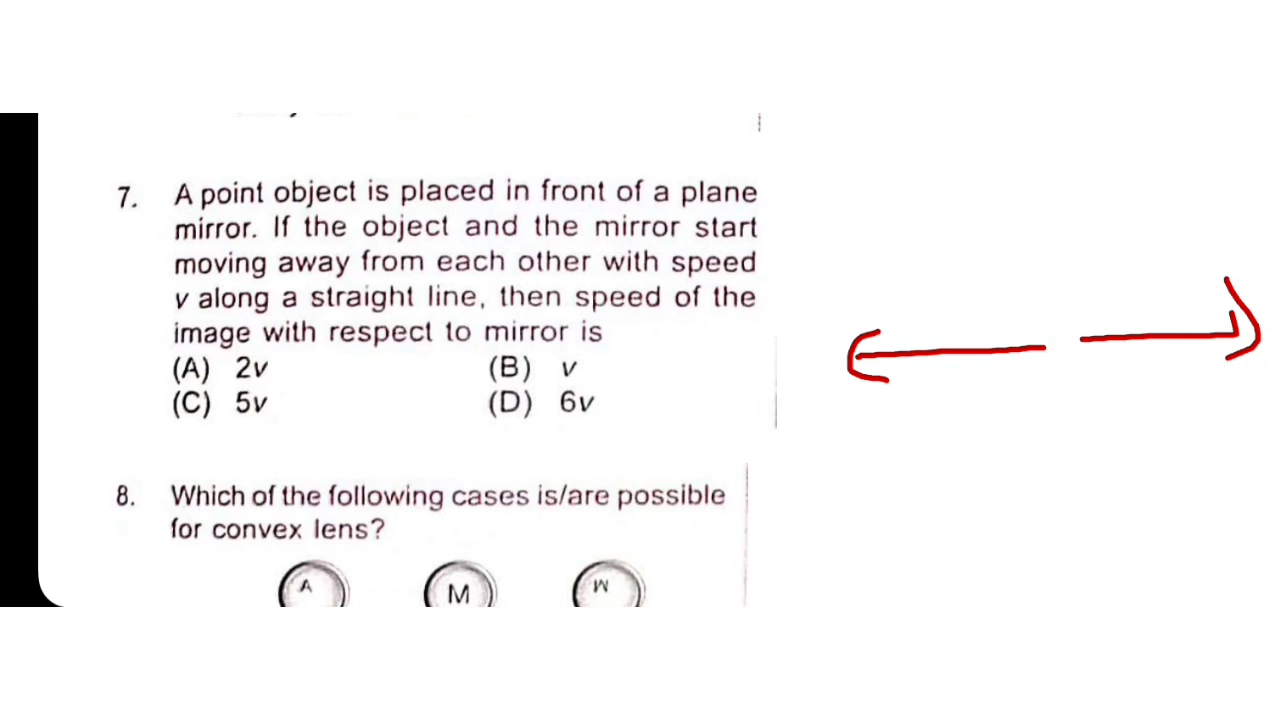 7. A point object is placed in front of a plane
mirror. If the object and the mirror start
moving away from each other with speed
v along a straight line, then speed of the
image with respect to mirror is
(A) 2v (B) v
(C) 5v (D) 6v
8. Which of the following cases is/are possible
for convex lens?
A M W